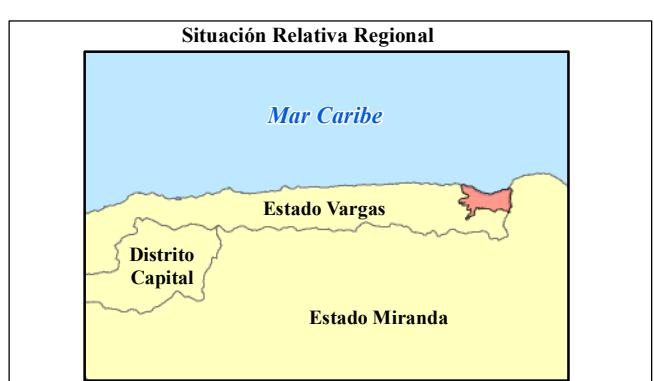 Situación Relativa Regional
Mar Caribe
Estado Vargas
Distrito
Capital
Estado Miranda